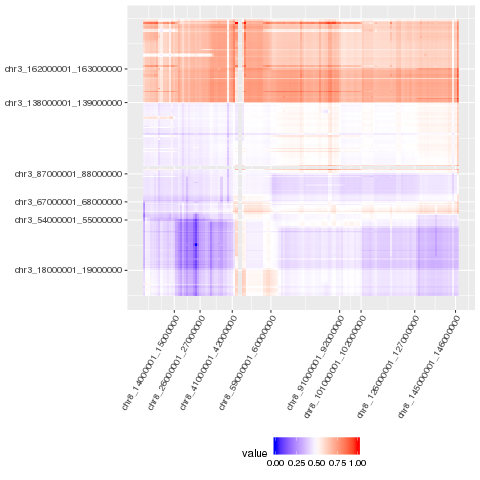 chr3_162000001_163000000
chr3_138000001_139000000
chr3_87000001_88000000
chr3_67000001_68000000
chr3_54000001_55000000
chr3_18000001_19000000
chr8_14000001_15000000
chr8_26000001_27000000
chr8_41000001_42000000
chr8_59000001_60000000
chr8_91000001_92000000
chr8_101000001_102000000
chr8_126000001_127000000
chr8_145000001_146000000
value
0.00 0.25 0.50 0.75 1.00